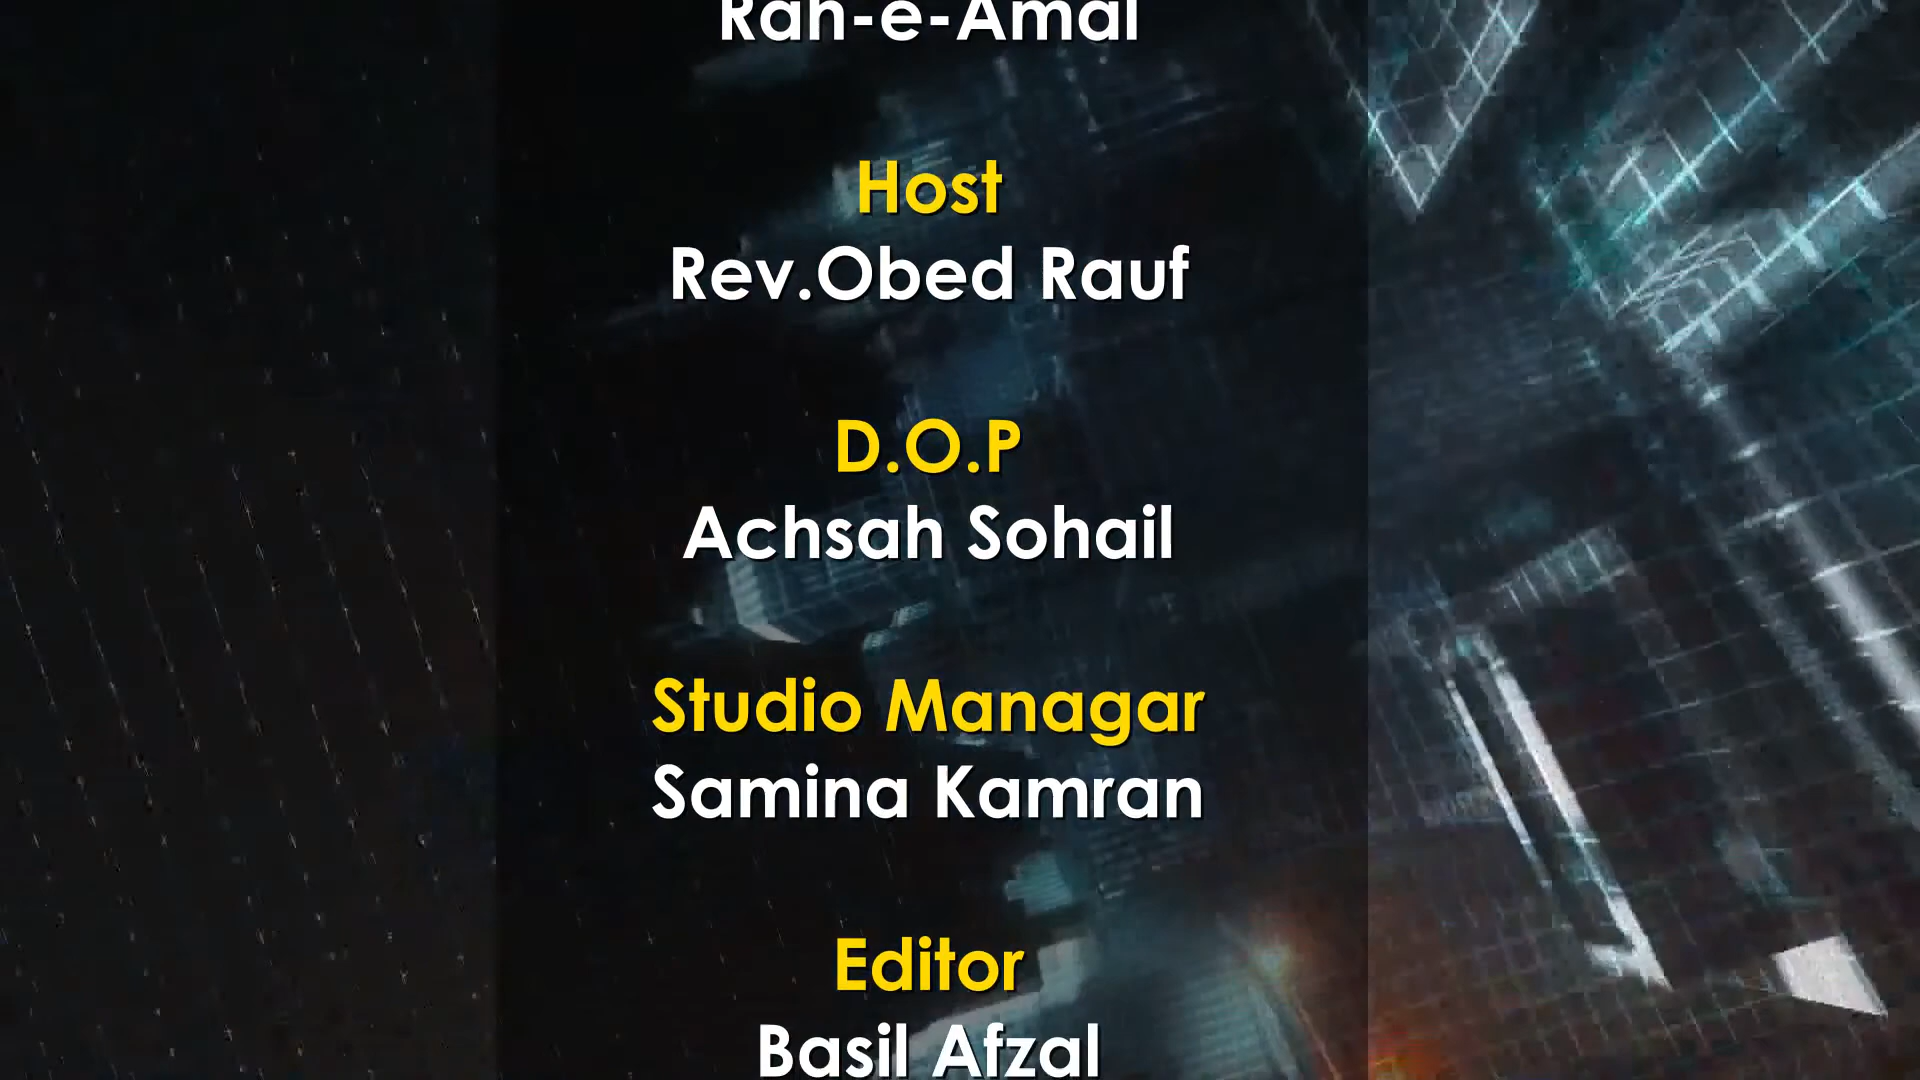 Rah-e-Amal
Host
Rev.Obed Rauf
D.O.P
Achsah Sohail
Studio Managar
Samina Kamran
Editor
Basil Afzal